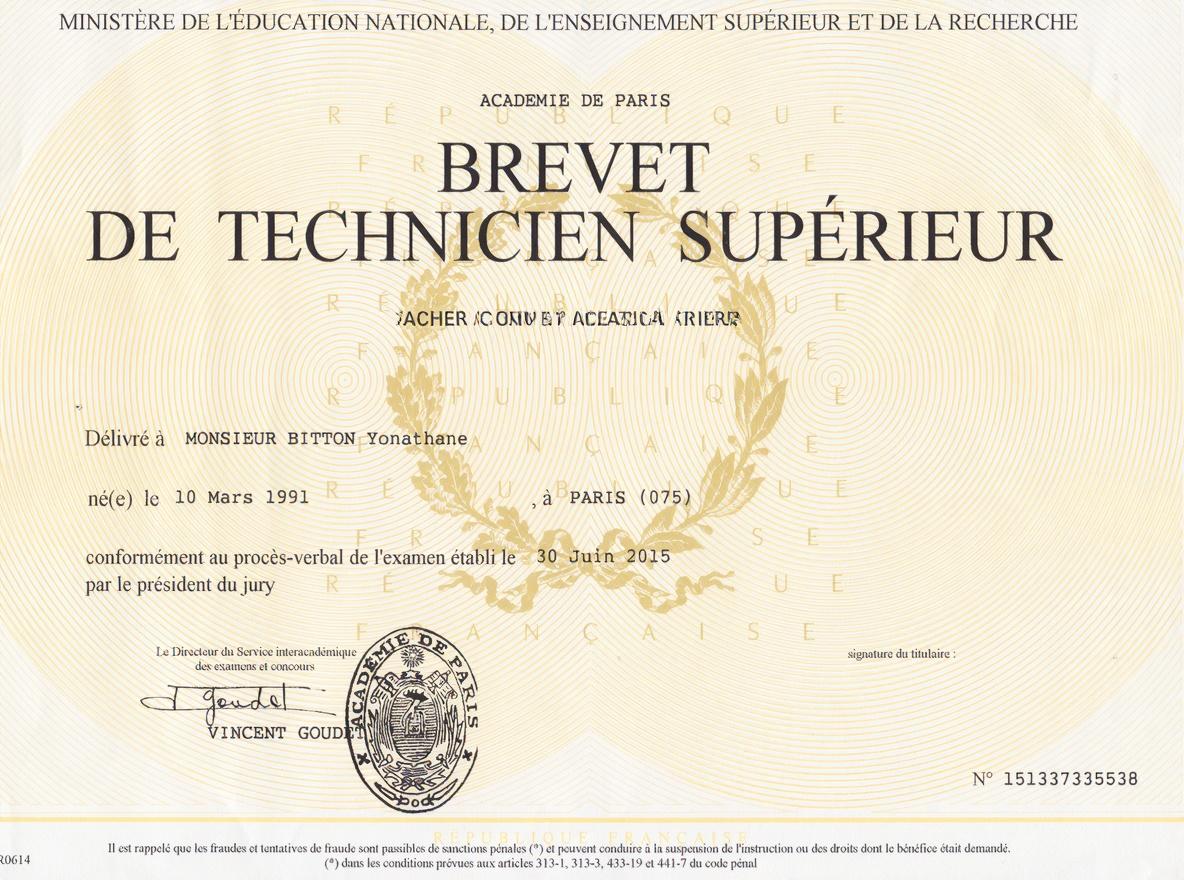 MINISTÈRE DE L'ÉDUCATION NATIONALE, DE L'ENSEIGNEMENT SUPÉRIEUR ET DE LA RECHERCHE
ACADEMIE DE PARIS
BREVET
DE TECHNICIEN SUPÉRIEUR
Délivré à MONSIEUR BITTON Yonathane
né(e) le 10 Mars 1991 , à PARIS (075)
conformément au procès-verbal de l'examen établi le 30 Juin 2015
par le président du jury
Le Directeur du Service interacadémique
des examens et concours
signature du titulaire :
Goudet
VINCENT GOUDET
ACADÉMIE DE PARIS
N° 151337335538
RÉPUBLIQUE FRANÇAISE
R0614
Il est rappelé que les fraudes et tentatives de fraude sont passibles de sanctions pénales (*) et peuvent conduire à la suspension de l'instruction ou des droits dont le bénéfice était demandé.
(*) dans les conditions prévues aux articles 313-1, 313-3, 433-19 et 441-7 du code pénal